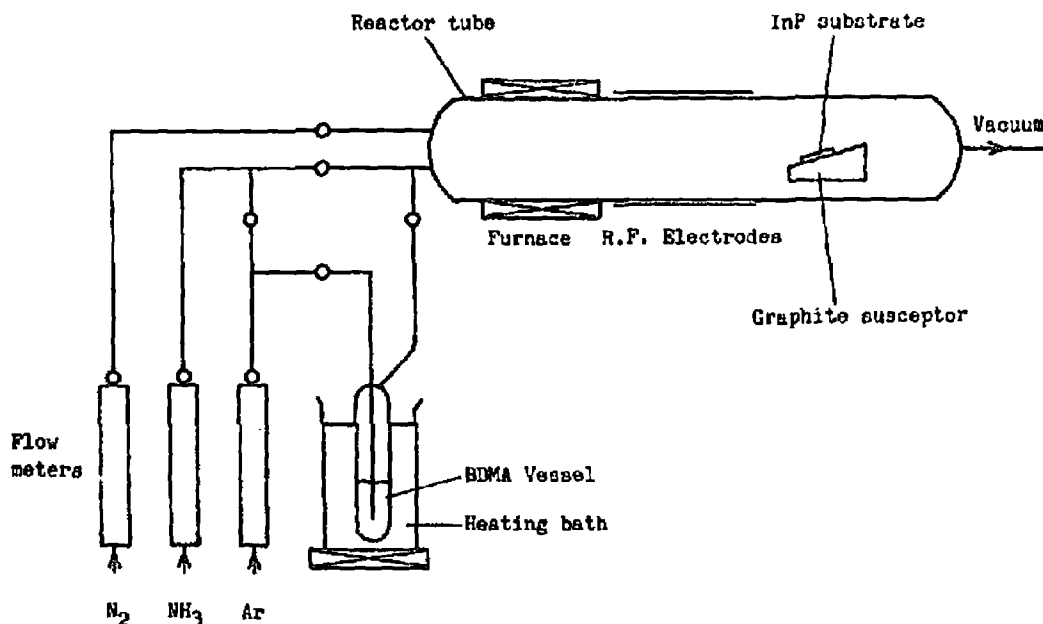 Reactor tube
InP substrate
Vacuum
Furnace
R.F. Electrodes
Graphite susceptor
Flow
meters
BDMA Vessel
Heating bath
N2
NH3
Ar